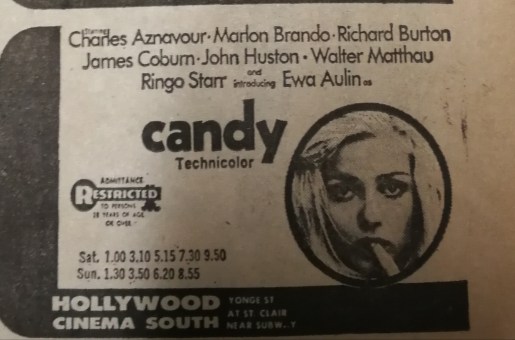 Starring
Charles Aznavour · Marlon Brando · Richard Burton
James Coburn · John Huston · Walter Matthau
Ringo Starr and introducing Ewa Aulin as
candy
Technicolor
ADMITTANCE
RESTRICTED
TO PERSONS
18 YEARS OF AGE
OR OVER
Sat. 1.00 3.10 5.15 7.30 9.50
Sun. 1.30 3.50 6.20 8.55
HOLLYWOOD YONGE ST
CINEMA SOUTH AT ST CLAIR
NEAR